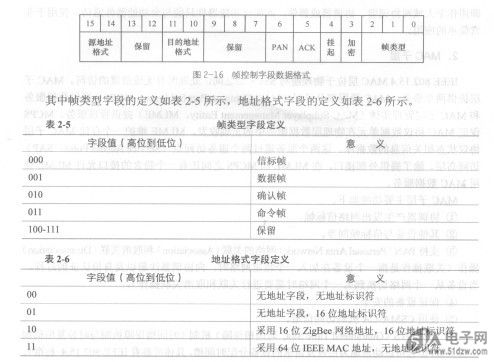 15 14 13 12 11 10 9 8 7 6 5 4 3 2 1 0
源地址格式 保留 目的地址格式 保留 PAN ACK 挂起 加密 帧类型
图 2-16 帧控制字段数据格式
其中帧类型字段的定义如表 2-5 所示，地址格式字段的定义如表 2-6 所示。
表 2-5 帧类型字段定义
字段值（高位到低位） 意 义
000 信标帧
001 数据帧
010 确认帧
011 命令帧
100-111 保留
表 2-6 地址格式字段定义
字段值（高位到低位） 意 义
00 无地址字段，无地址标识符
01 无地址字段，16 位地址标识符
10 采用 16 位 ZigBee 网络地址，16 位地址标识符
11 采用 64 位 IEEE MAC 地址，无地址标识符
电子网
www.51dzw.com